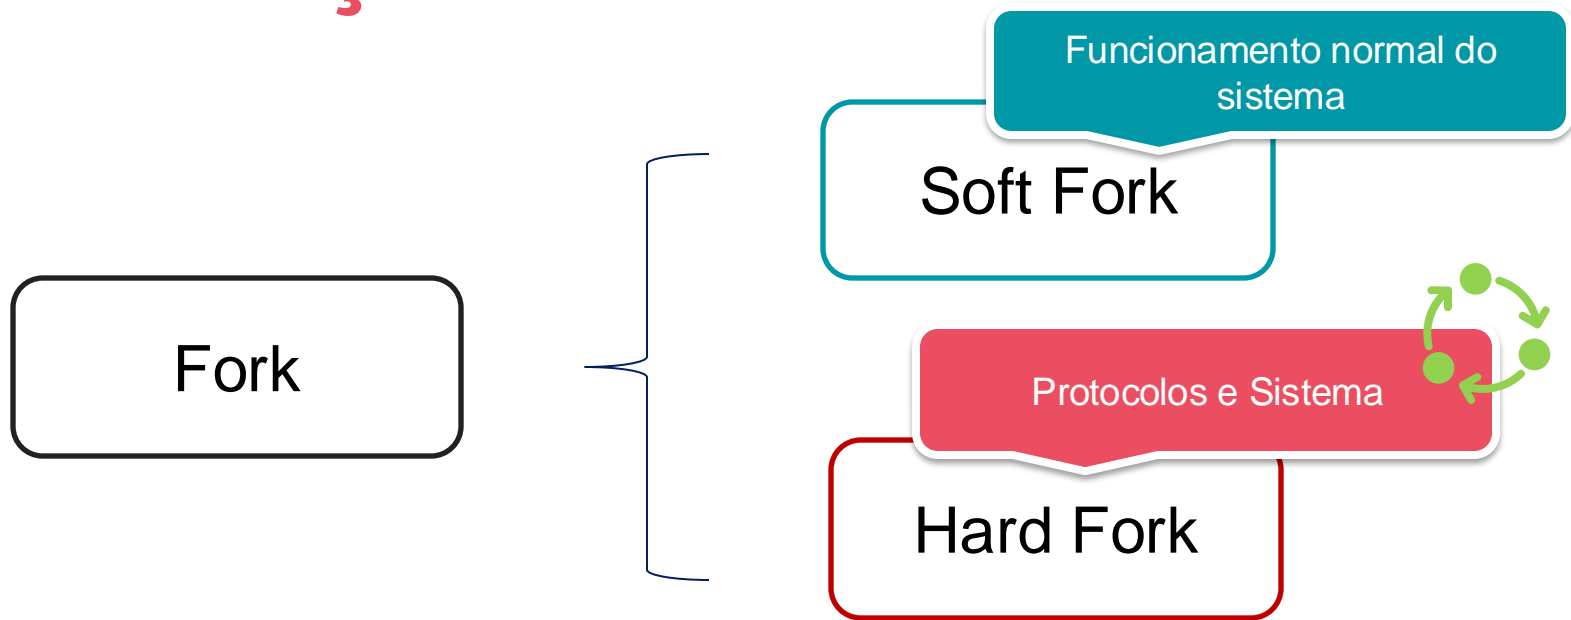 Funcionamento normal do
sistema
Soft Fork
Fork
Protocolos e Sistema
Hard Fork